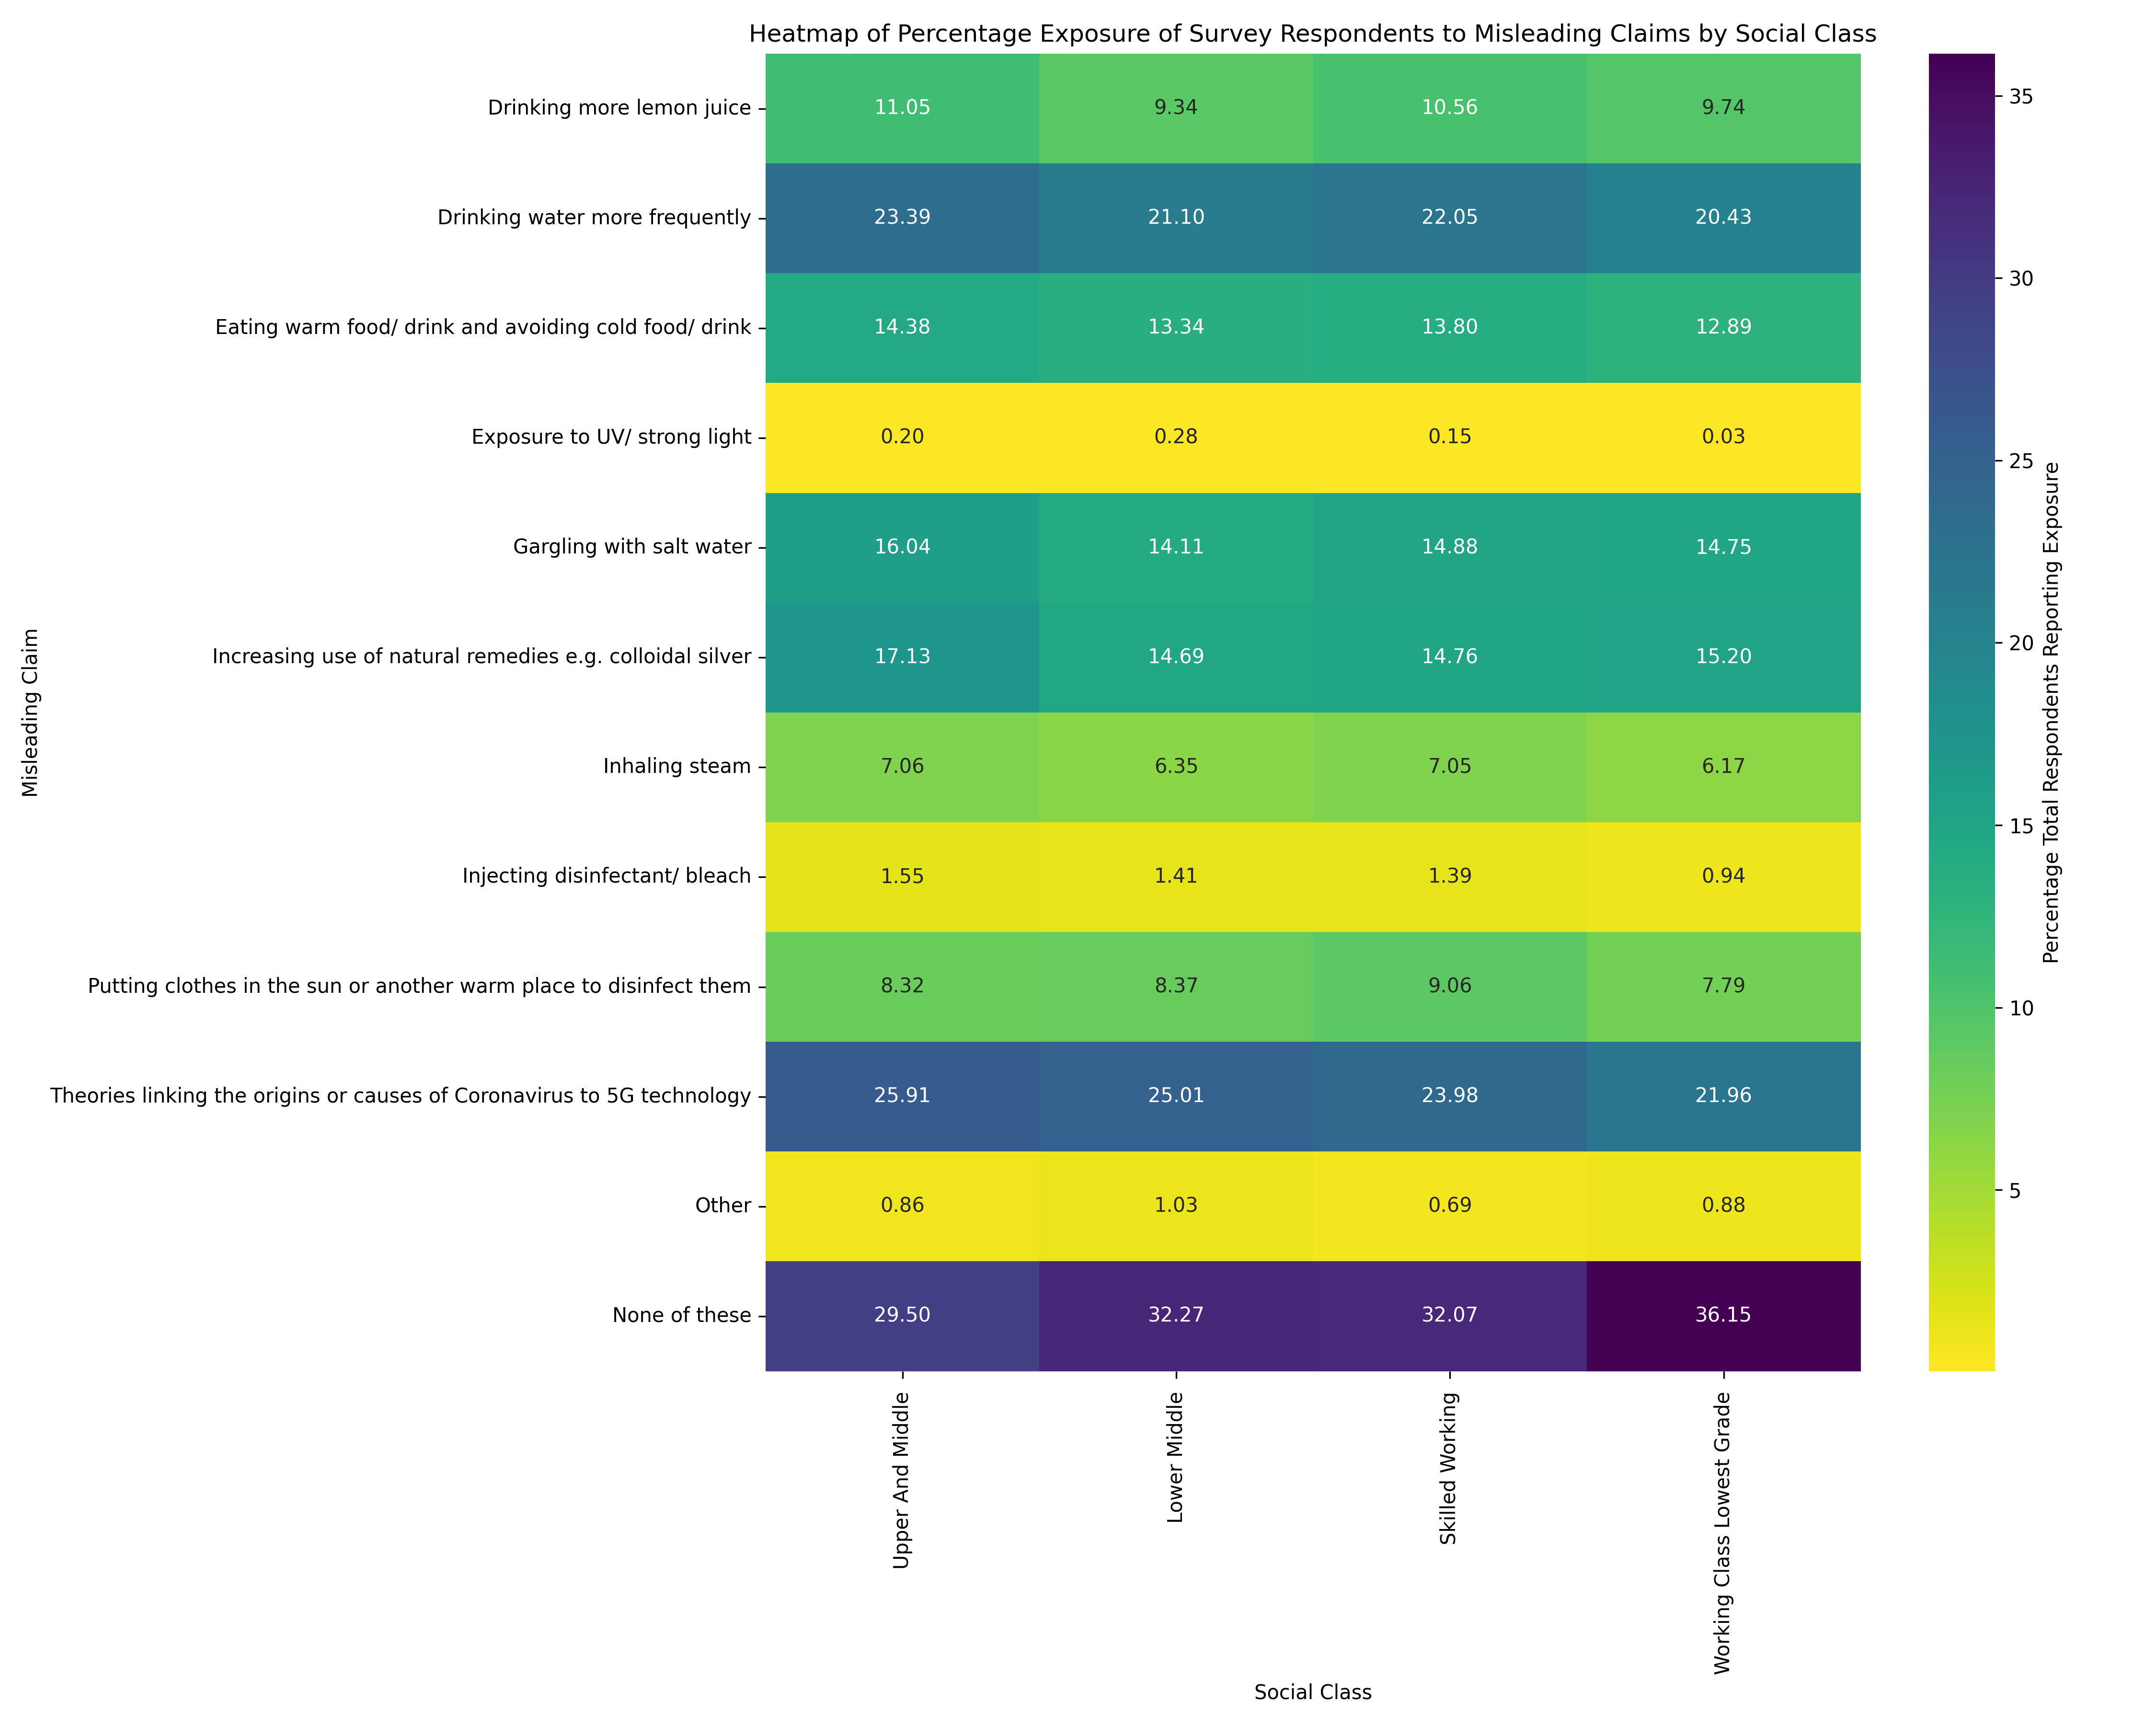 Heatmap of Percentage Exposure of Survey Respondents to Misleading Claims by Social Class
Misleading Claim
Drinking more lemon juice 11.05 9.34 10.56 9.74
Drinking water more frequently 23.39 21.10 22.05 20.43
Eating warm food/ drink and avoiding cold food/ drink 14.38 13.34 13.80 12.89
Exposure to UV/ strong light 0.20 0.28 0.15 0.03
Gargling with salt water 16.04 14.11 14.88 14.75
Increasing use of natural remedies e.g. colloidal silver 17.13 14.69 14.76 15.20
Inhaling steam 7.06 6.35 7.05 6.17
Injecting disinfectant/ bleach 1.55 1.41 1.39 0.94
Putting clothes in the sun or another warm place to disinfect them 8.32 8.37 9.06 7.79
Theories linking the origins or causes of Coronavirus to 5G technology 25.91 25.01 23.98 21.96
Other 0.86 1.03 0.69 0.88
None of these 29.50 32.27 32.07 36.15
Upper And Middle
Lower Middle
Skilled Working
Working Class Lowest Grade
Social Class
35
30
25
20
15
10
5
Percentage Total Respondents Reporting Exposure